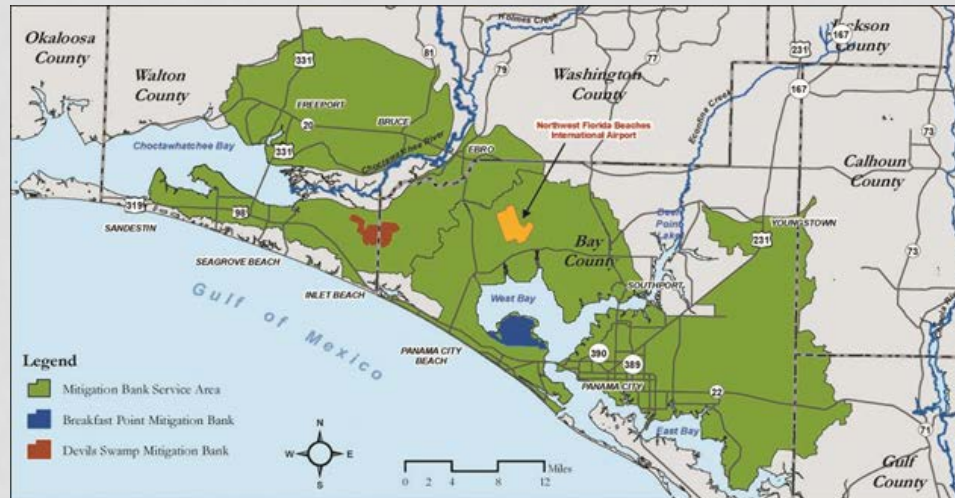 Okaloosa
County
Walton
County
331
81
Holmes Creek
79
Washington
County
77
231
Jackson
County
167
167
FREEPORT
20
BRUCE
331
Choctawhatchee River
Choctawhatchee Bay
EBRO
Northwest Florida Beaches
International Airport
Econfina Creek
73
Calhoun
County
319
98
SANDESTIN
SEAGROVE BEACH
INLET BEACH
Gulf of Mexico
PANAMA CITY
BEACH
West Bay
Bay
County
Deer
Point
Lake
SOUTHPORT
231
YOUNGSTOWN
73
390
389
PANAMA CITY
22
East Bay
71
Gulf
County
Legend
Mitigation Bank Service Area
Breakfast Point Mitigation Bank
Devils Swamp Mitigation Bank
N
W
E
S
0 2 4 8 12
Miles